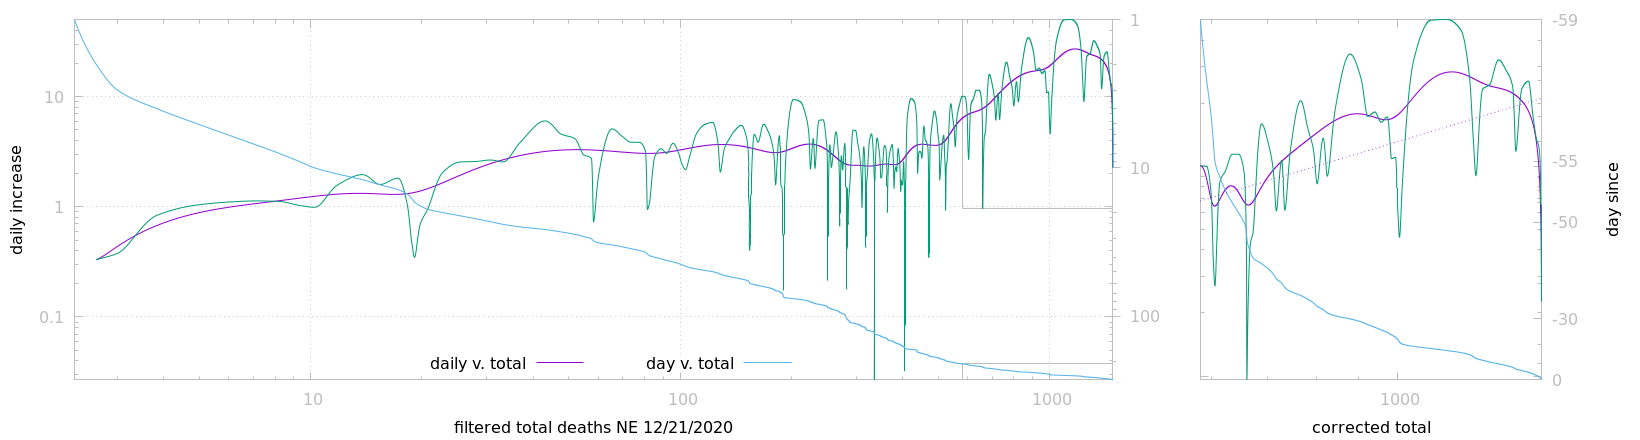 daily increase
10
1
0.1
daily v. total
day v. total
10
100
1000
filtered total deaths NE 12/21/2020
1
10
100
1000
corrected total
-59
-55
-50
-30
0
day since